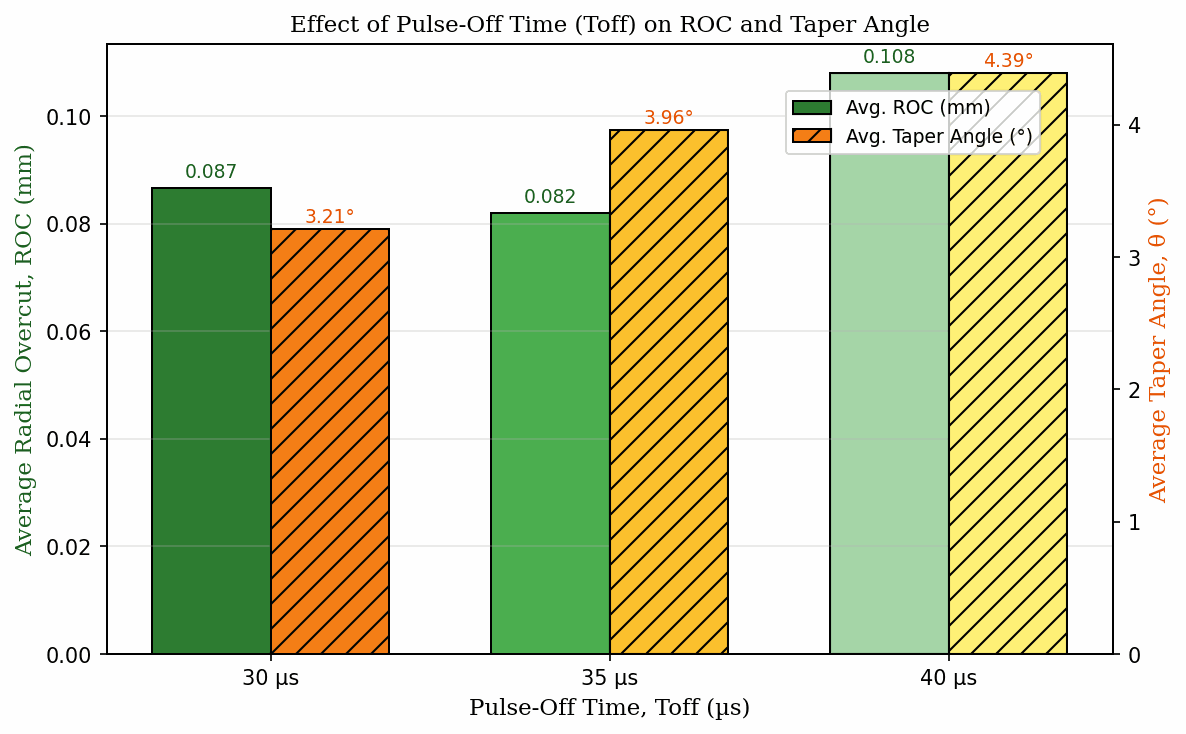 Effect of Pulse-Off Time (Toff) on ROC and Taper Angle
0.108
4.39°
3.96°
0.087
0.082
3.21°
Avg. ROC (mm)
Avg. Taper Angle (°)
Average Radial Overcut, ROC (mm)
0.10
0.08
0.06
0.04
0.02
0.00
4
3
2
1
0
Average Taper Angle, θ (°)
30 µs
35 µs
40 µs
Pulse-Off Time, Toff (µs)